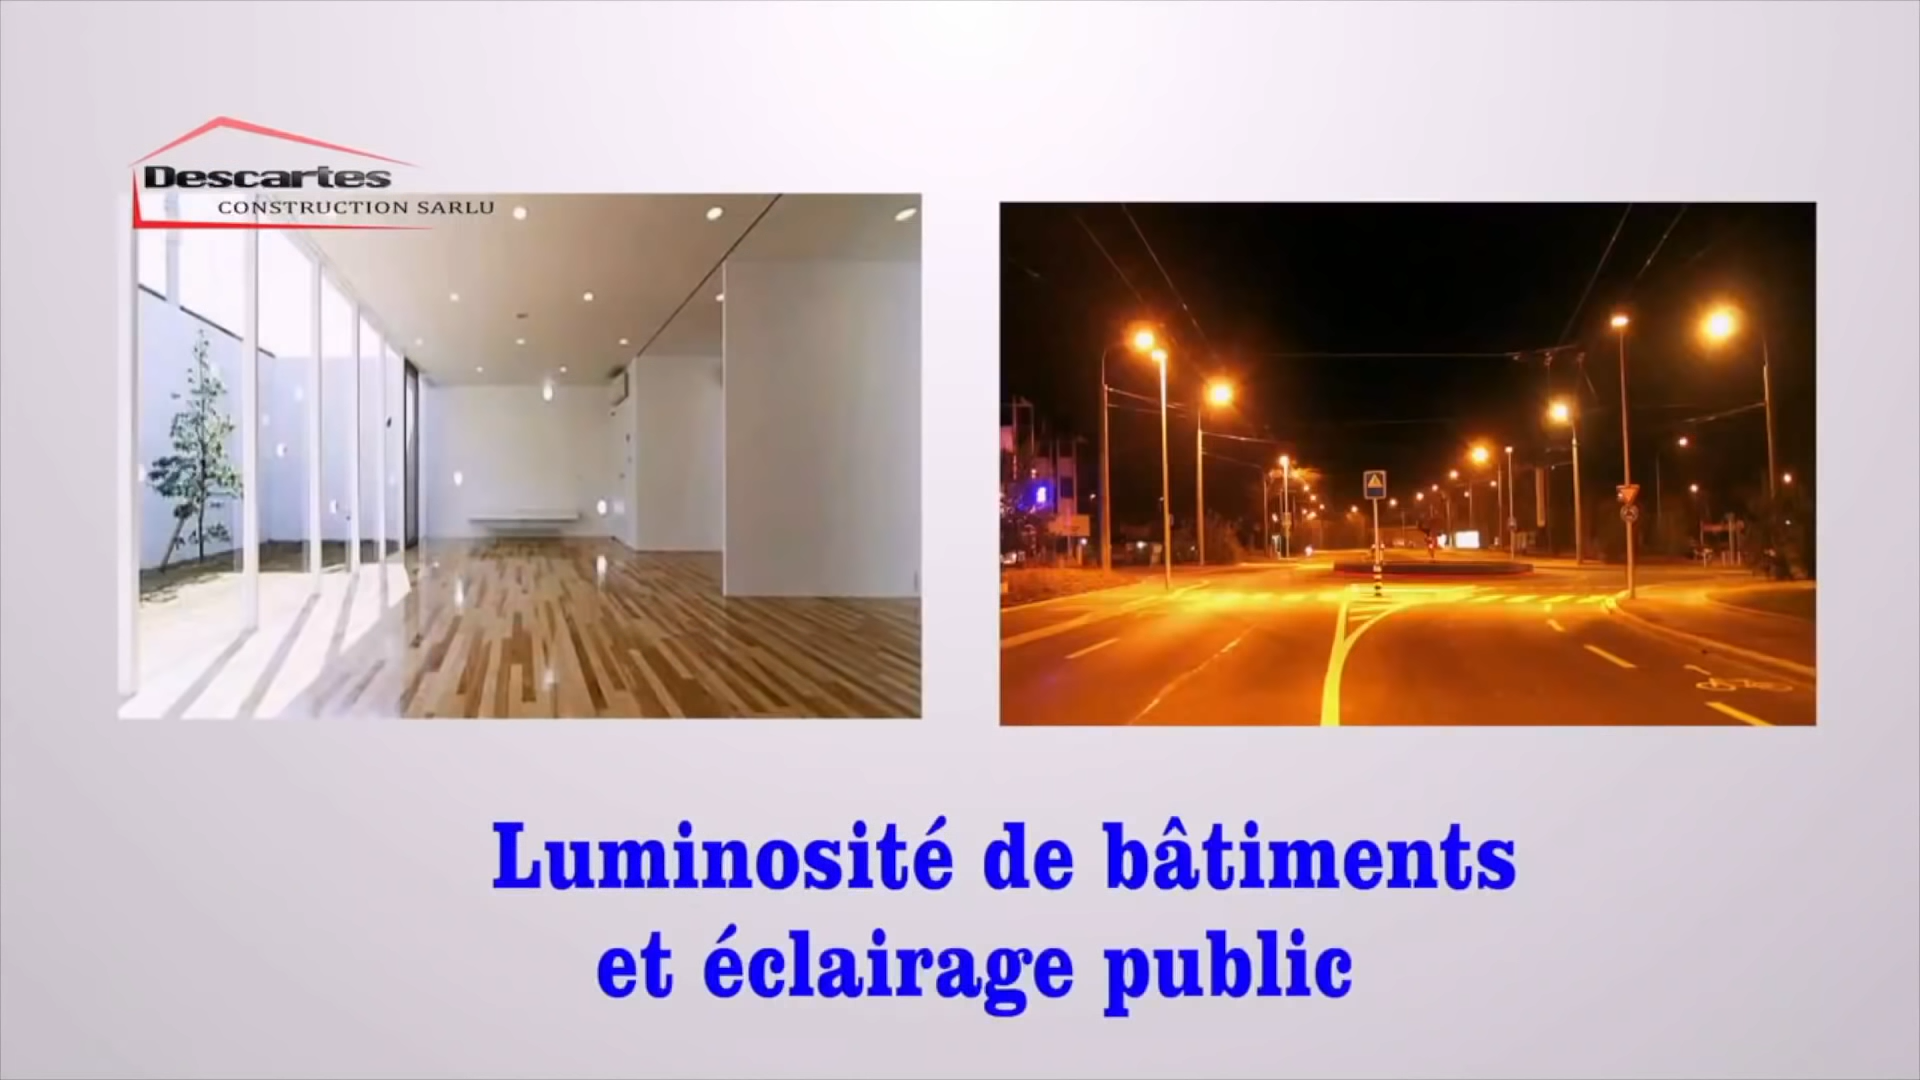 Descartes
CONSTRUCTION SARLU
Luminosité de bâtiments
et éclairage public